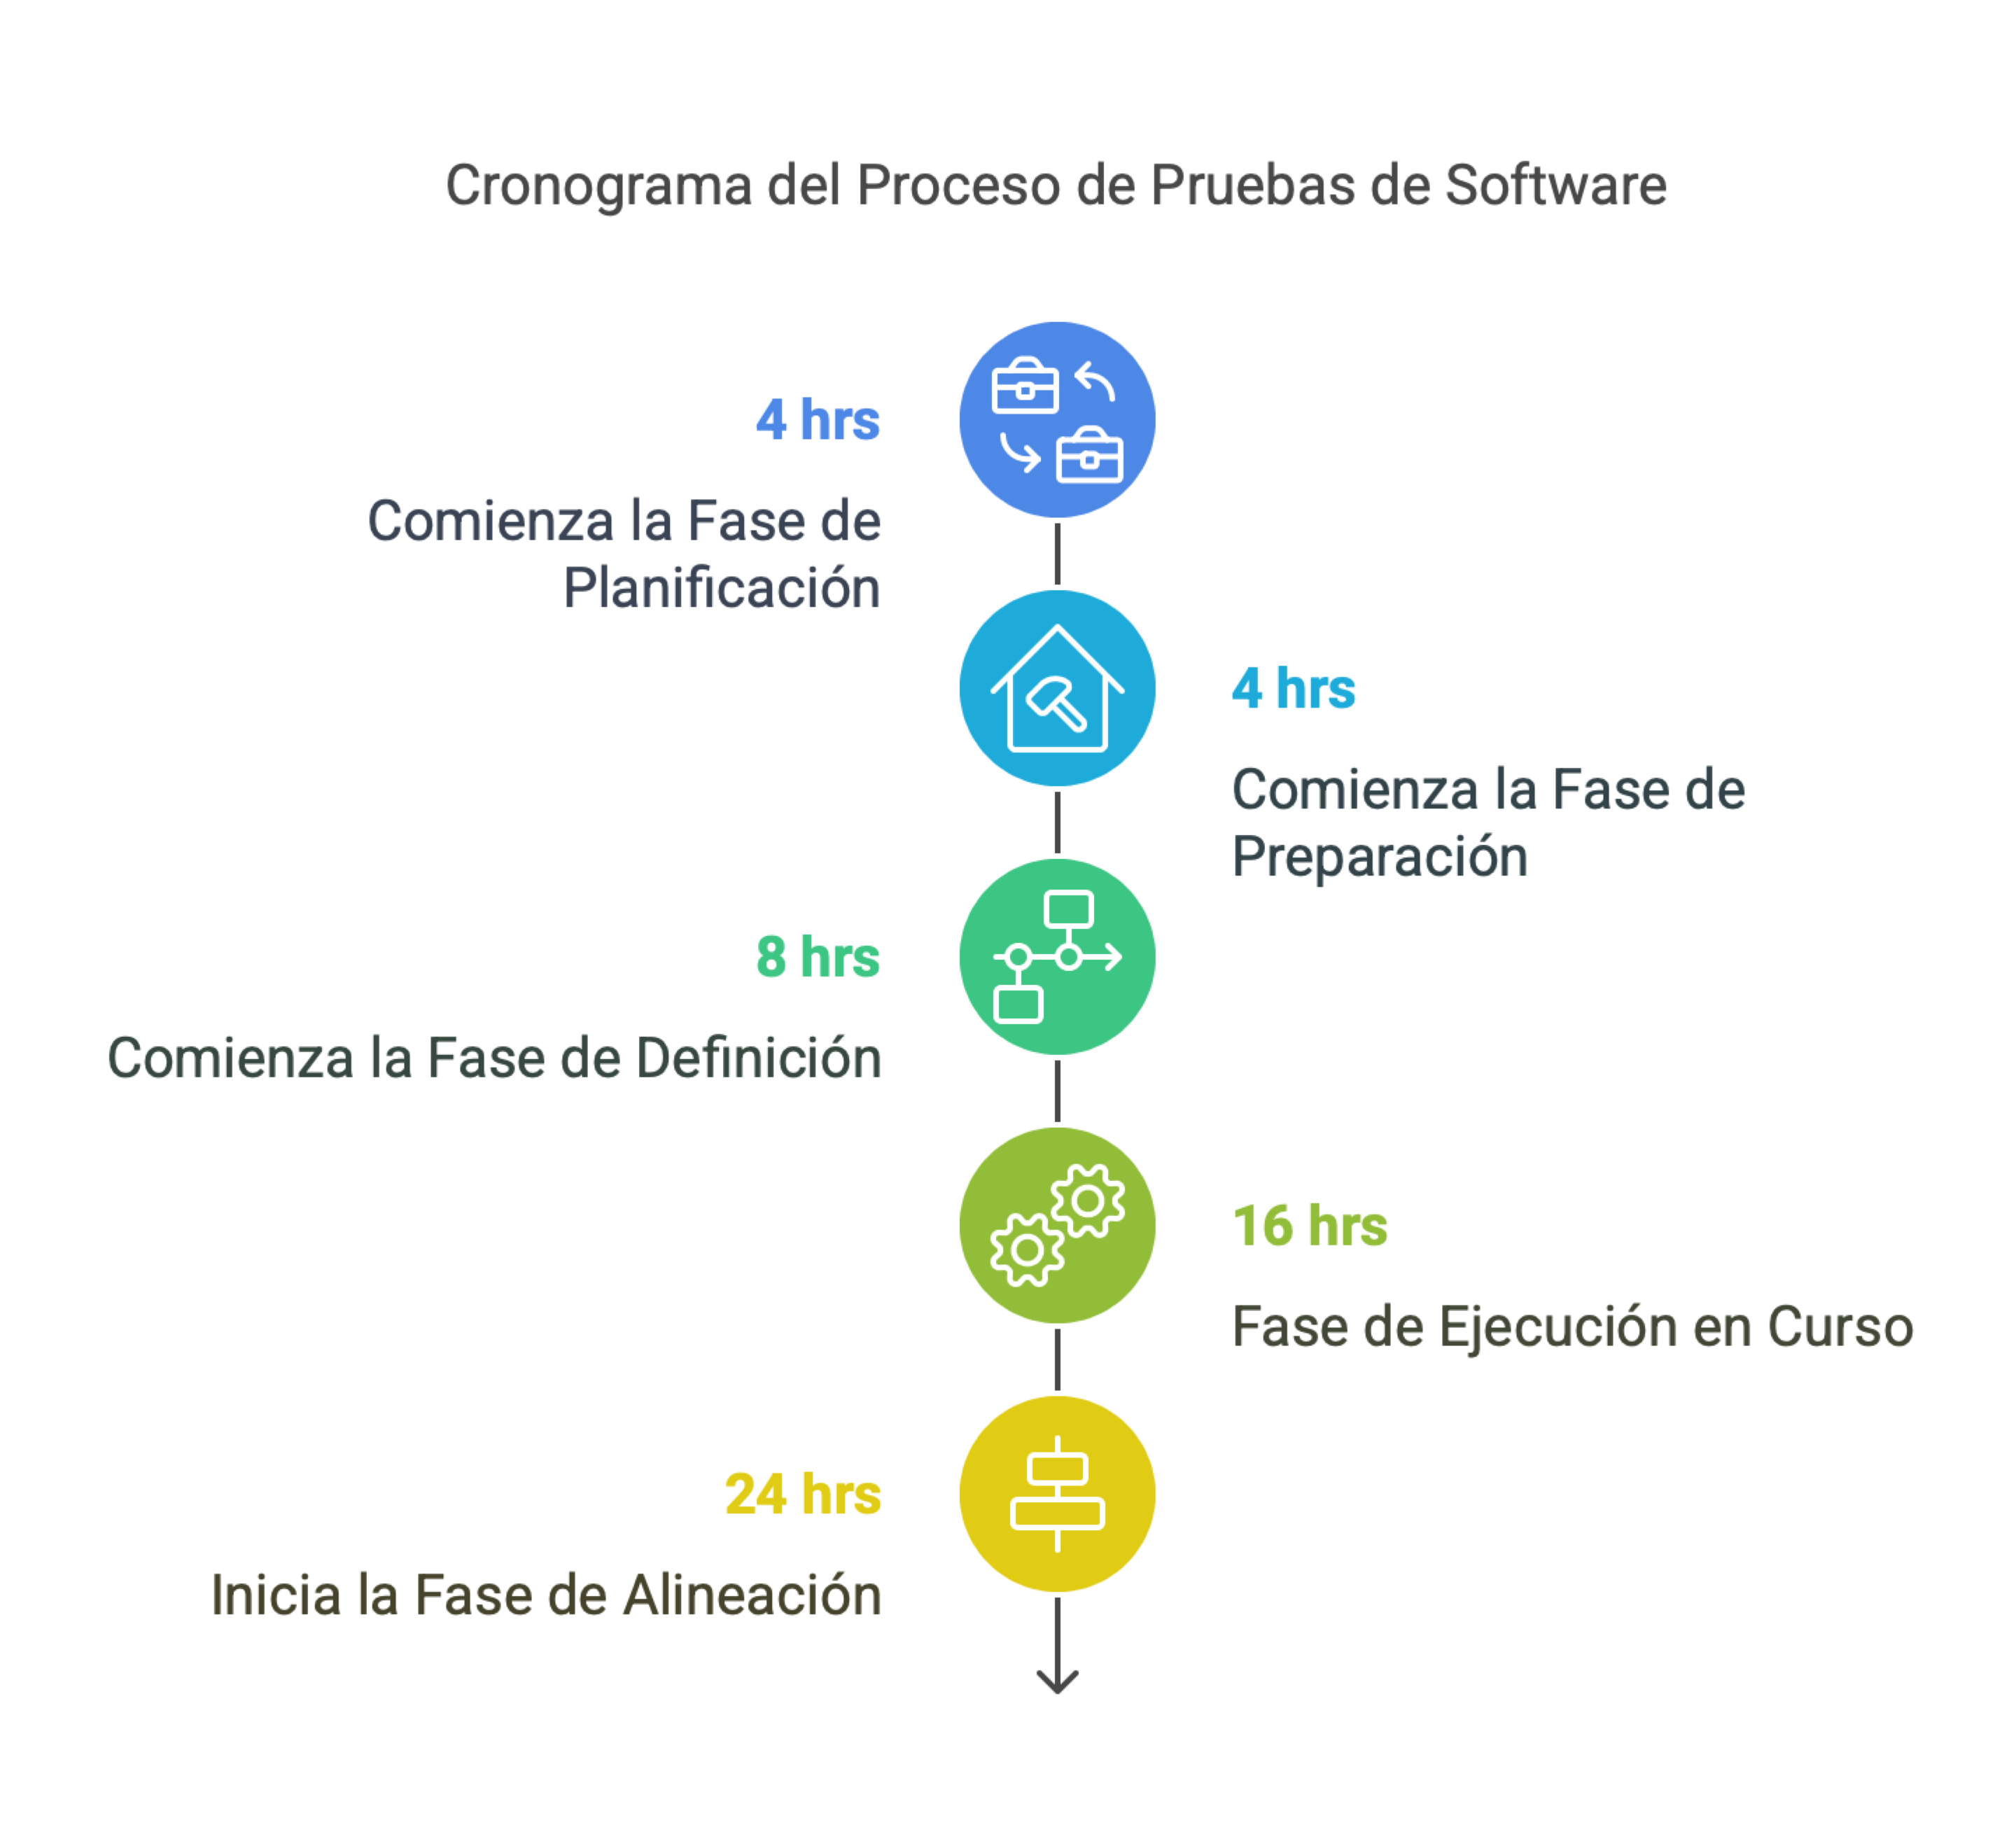 Cronograma del Proceso de Pruebas de Software
4 hrs
Comienza la Fase de
Planificación
4 hrs
Comienza la Fase de
Preparación
8 hrs
Comienza la Fase de Definición
16 hrs
Fase de Ejecución en Curso
24 hrs
Inicia la Fase de Alineación